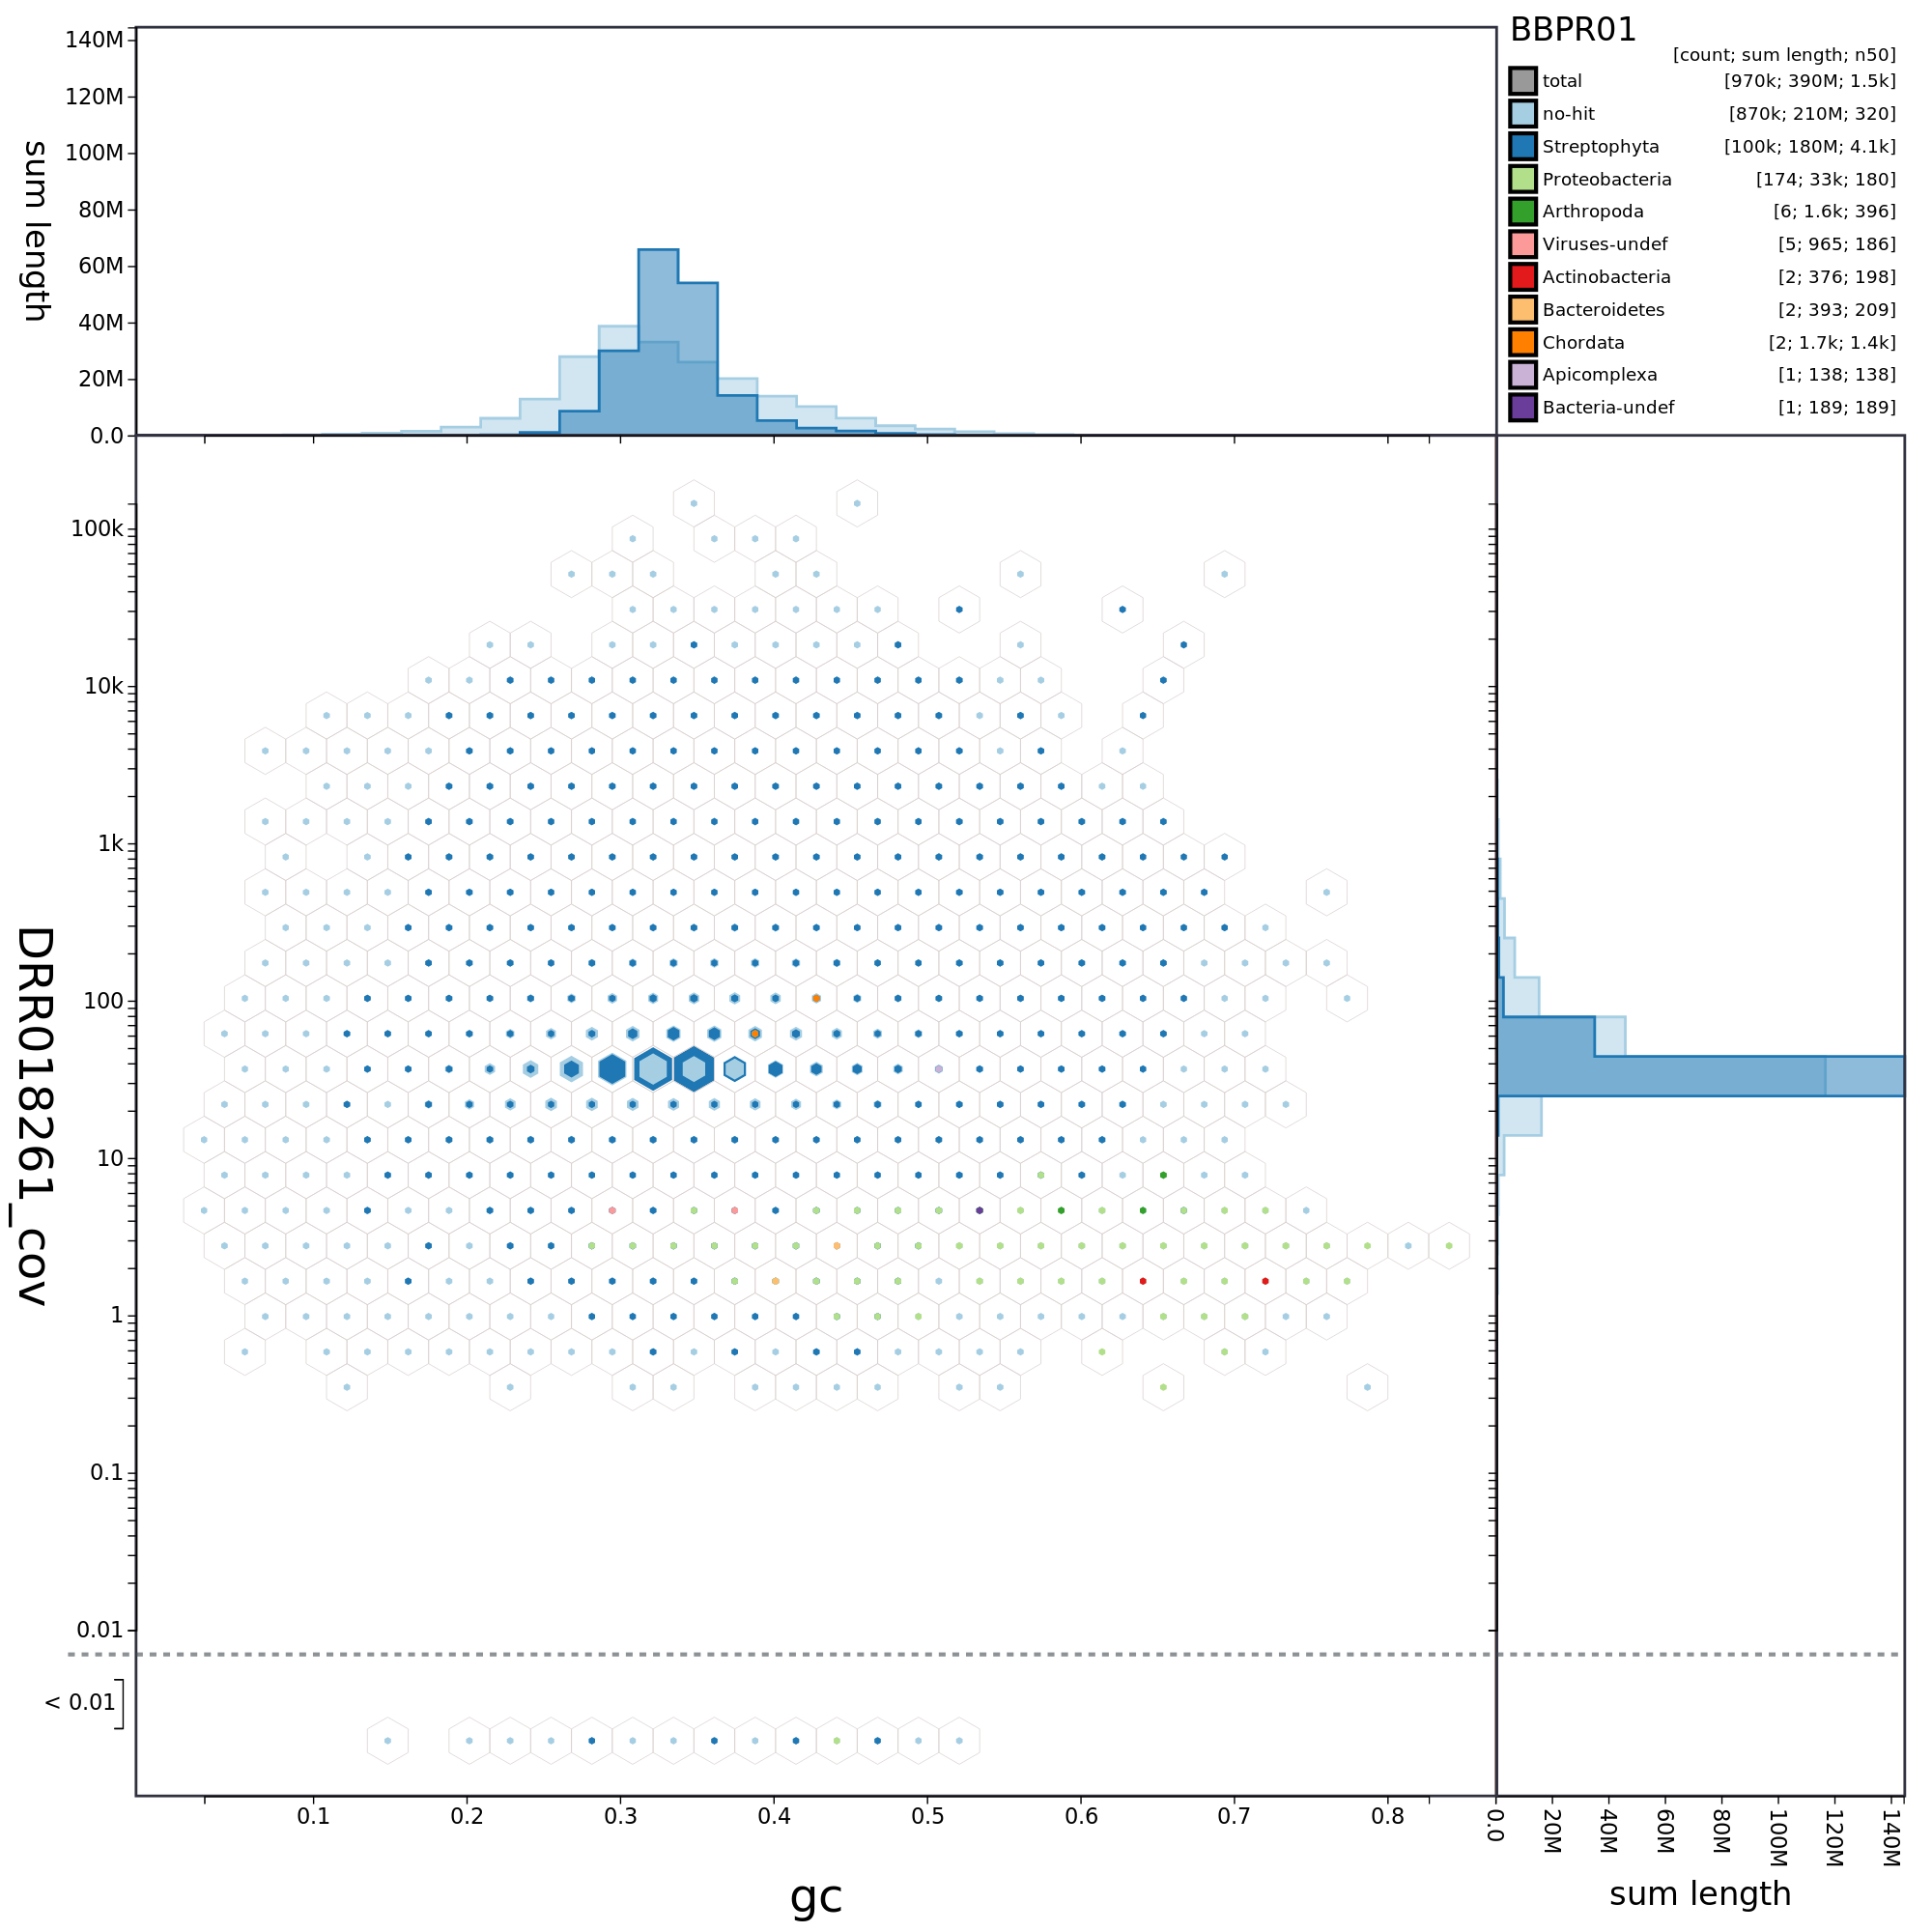 BBPR01
[count; sum length; n50]
total [970k; 390M; 1.5k]
no-hit [870k; 210M; 320]
Streptophyta [100k; 180M; 4.1k]
Proteobacteria [174; 33k; 180]
Arthropoda [6; 1.6k; 396]
Viruses-undef [5; 965; 186]
Actinobacteria [2; 376; 198]
Bacteroidetes [2; 393; 209]
Chordata [2; 1.7k; 1.4k]
Apicomplexa [1; 138; 138]
Bacteria-undef [1; 189; 189]
sum length
140M
120M
100M
80M
60M
40M
20M
0.0
DRR018261_cov
100k
10k
1k
100
10
1
0.1
0.01
< 0.01
0.1 0.2 0.3 0.4 0.5 0.6 0.7 0.8
gc
0.0 20M 40M 60M 80M 100M 120M 140M
sum length